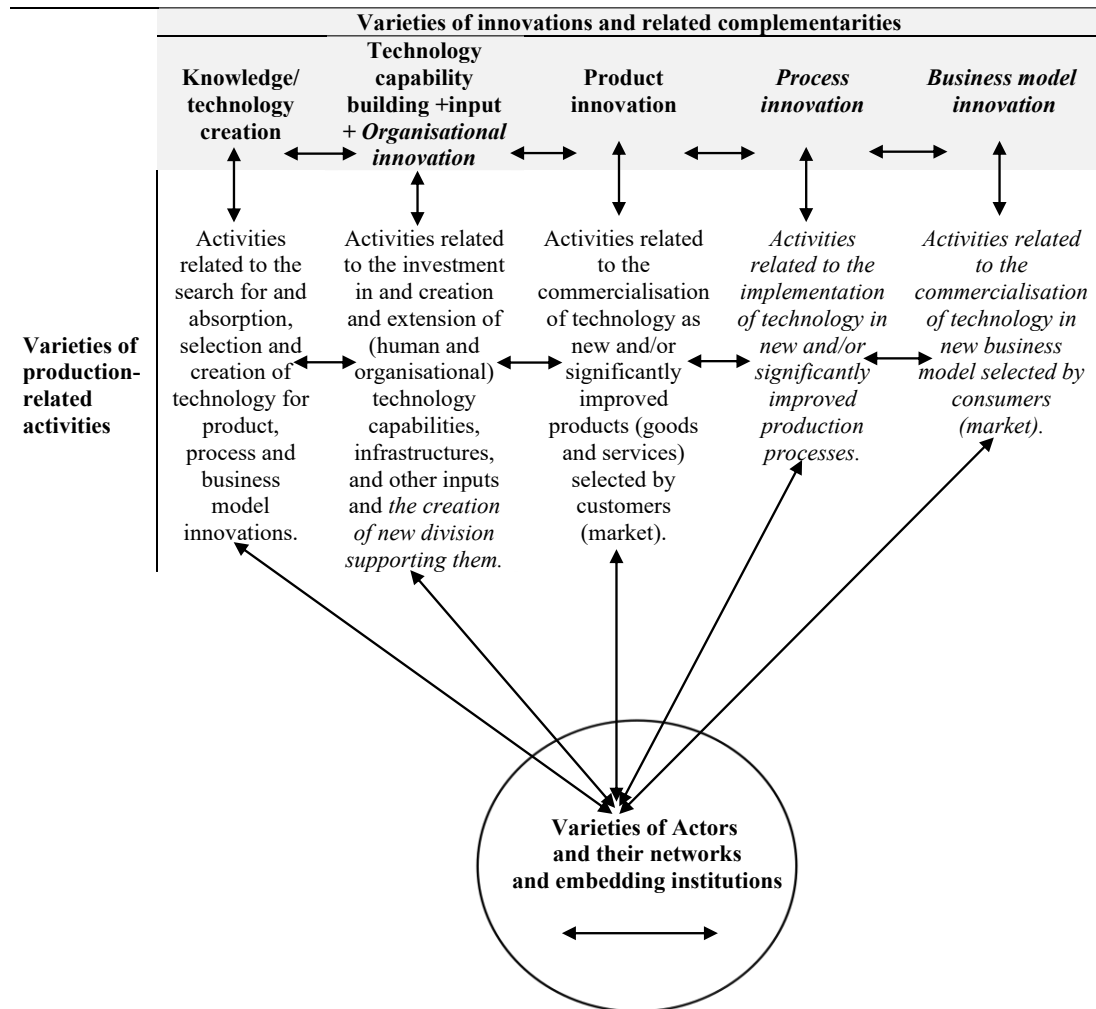 Varieties of innovations and related complementarities
Knowledge/
technology
creation
Technology
capability
building +input
+ Organisational
innovation
Product
innovation
Process
innovation
Business model
innovation
Varieties of
production-
related
activities
Activities
related to the
search for and
absorption,
selection and
creation of
technology for
product,
process and
business
model
innovations.
Activities related
to the investment
in and creation
and extension of
(human and
organisational)
technology
capabilities,
infrastructures,
and other inputs
and the creation
of new division
supporting them.
Activities related
to the
commercialisation
of technology as
new and/or
significantly
improved
products (goods
and services)
selected by
customers
(market).
Activities
related to the
implementation
of technology in
new and/or
significantly
improved
production
processes.
Activities related
to the
commercialisation
of technology in
new business
model selected by
consumers
(market).
Varieties of Actors
and their networks
and embedding institutions